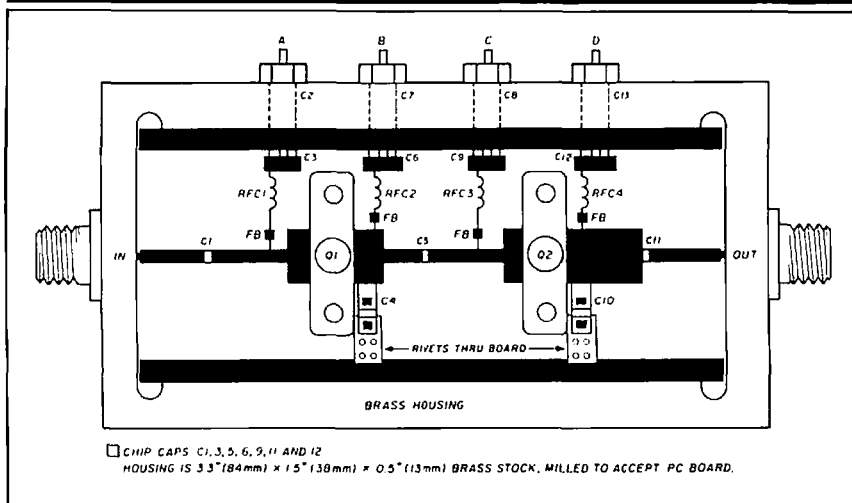 A B C D
C2 C7 C8 C13
C3 C6 C9 C12
RFC1 RFC2 RFC3 RFC4
FB FB FB FB
IN C1 Q1 C5 Q2 C11 OUT
C4 C10
RIVETS THRU BOARD
BRASS HOUSING
CHIP CAPS C1, 3, 5, 6, 9, 11 AND 12
HOUSING IS 3.3" (84mm) × 1.5" (38mm) × 0.5" (13mm) BRASS STOCK, MILLED TO ACCEPT PC BOARD.